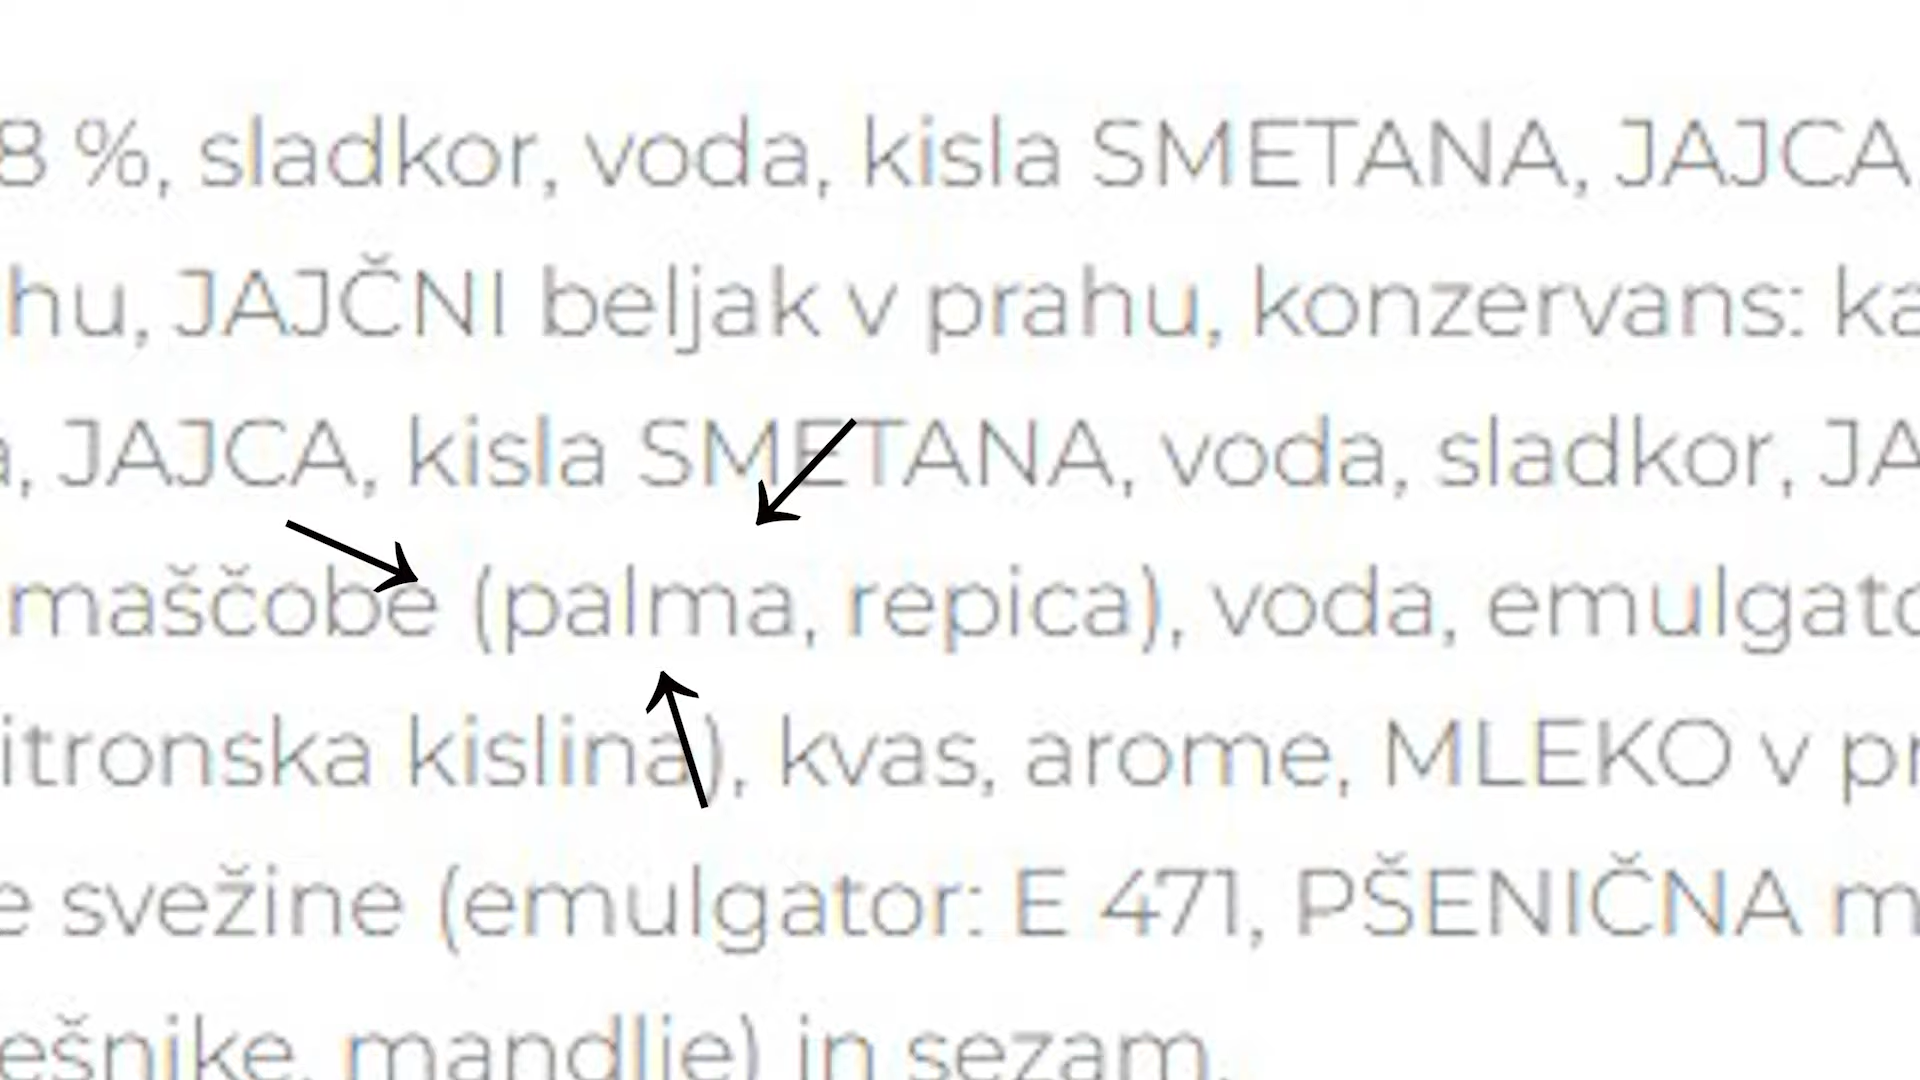 8 %, sladkor, voda, kisla SMETANA, JAJCA,
hu, JAJČNI beljak v prahu, konzervans: ka
a, JAJCA, kisla SMETANA, voda, sladkor, JA
maščobe (palma, repica), voda, emulgato
itronska kislina), kvas, arome, MLEKO v pr
e svežine (emulgator: E 471, PŠENIČNA m
ešnike, mandlje) in sezam.